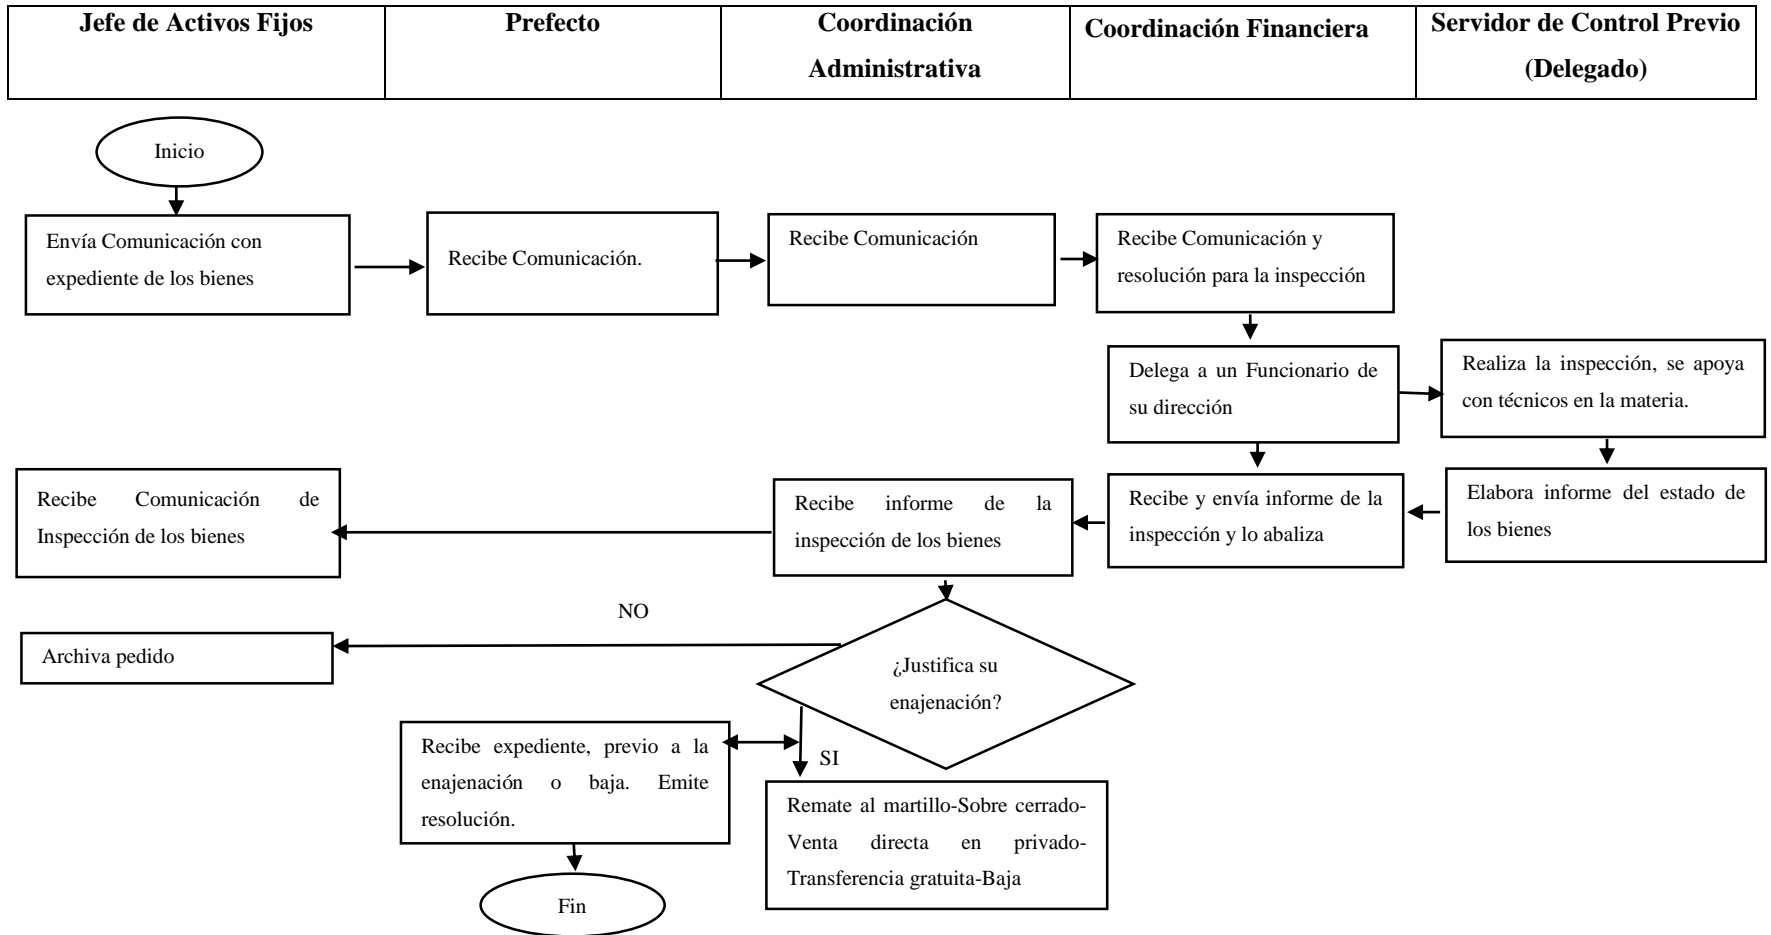 Jefe de Activos Fijos
Prefecto
Coordinación
Administrativa
Coordinación Financiera
Servidor de Control Previo
(Delegado)
Inicio
Envía Comunicación con
expediente de los bienes
Recibe Comunicación.
Recibe Comunicación
Recibe Comunicación y
resolución para la inspección
Delega a un Funcionario de
su dirección
Realiza la inspección, se apoya
con técnicos en la materia.
Recibe Comunicación de
Inspección de los bienes
Recibe informe de la
inspección de los bienes
Recibe y envía informe de la
inspección y lo abaliza
Elabora informe del estado de
los bienes
NO
Archiva pedido
¿Justifica su
enajenación?
Recibe expediente, previo a la
enajenación o baja. Emite
resolución.
SI
Remate al martillo-Sobre cerrado-
Venta directa en privado-
Transferencia gratuita-Baja
Fin